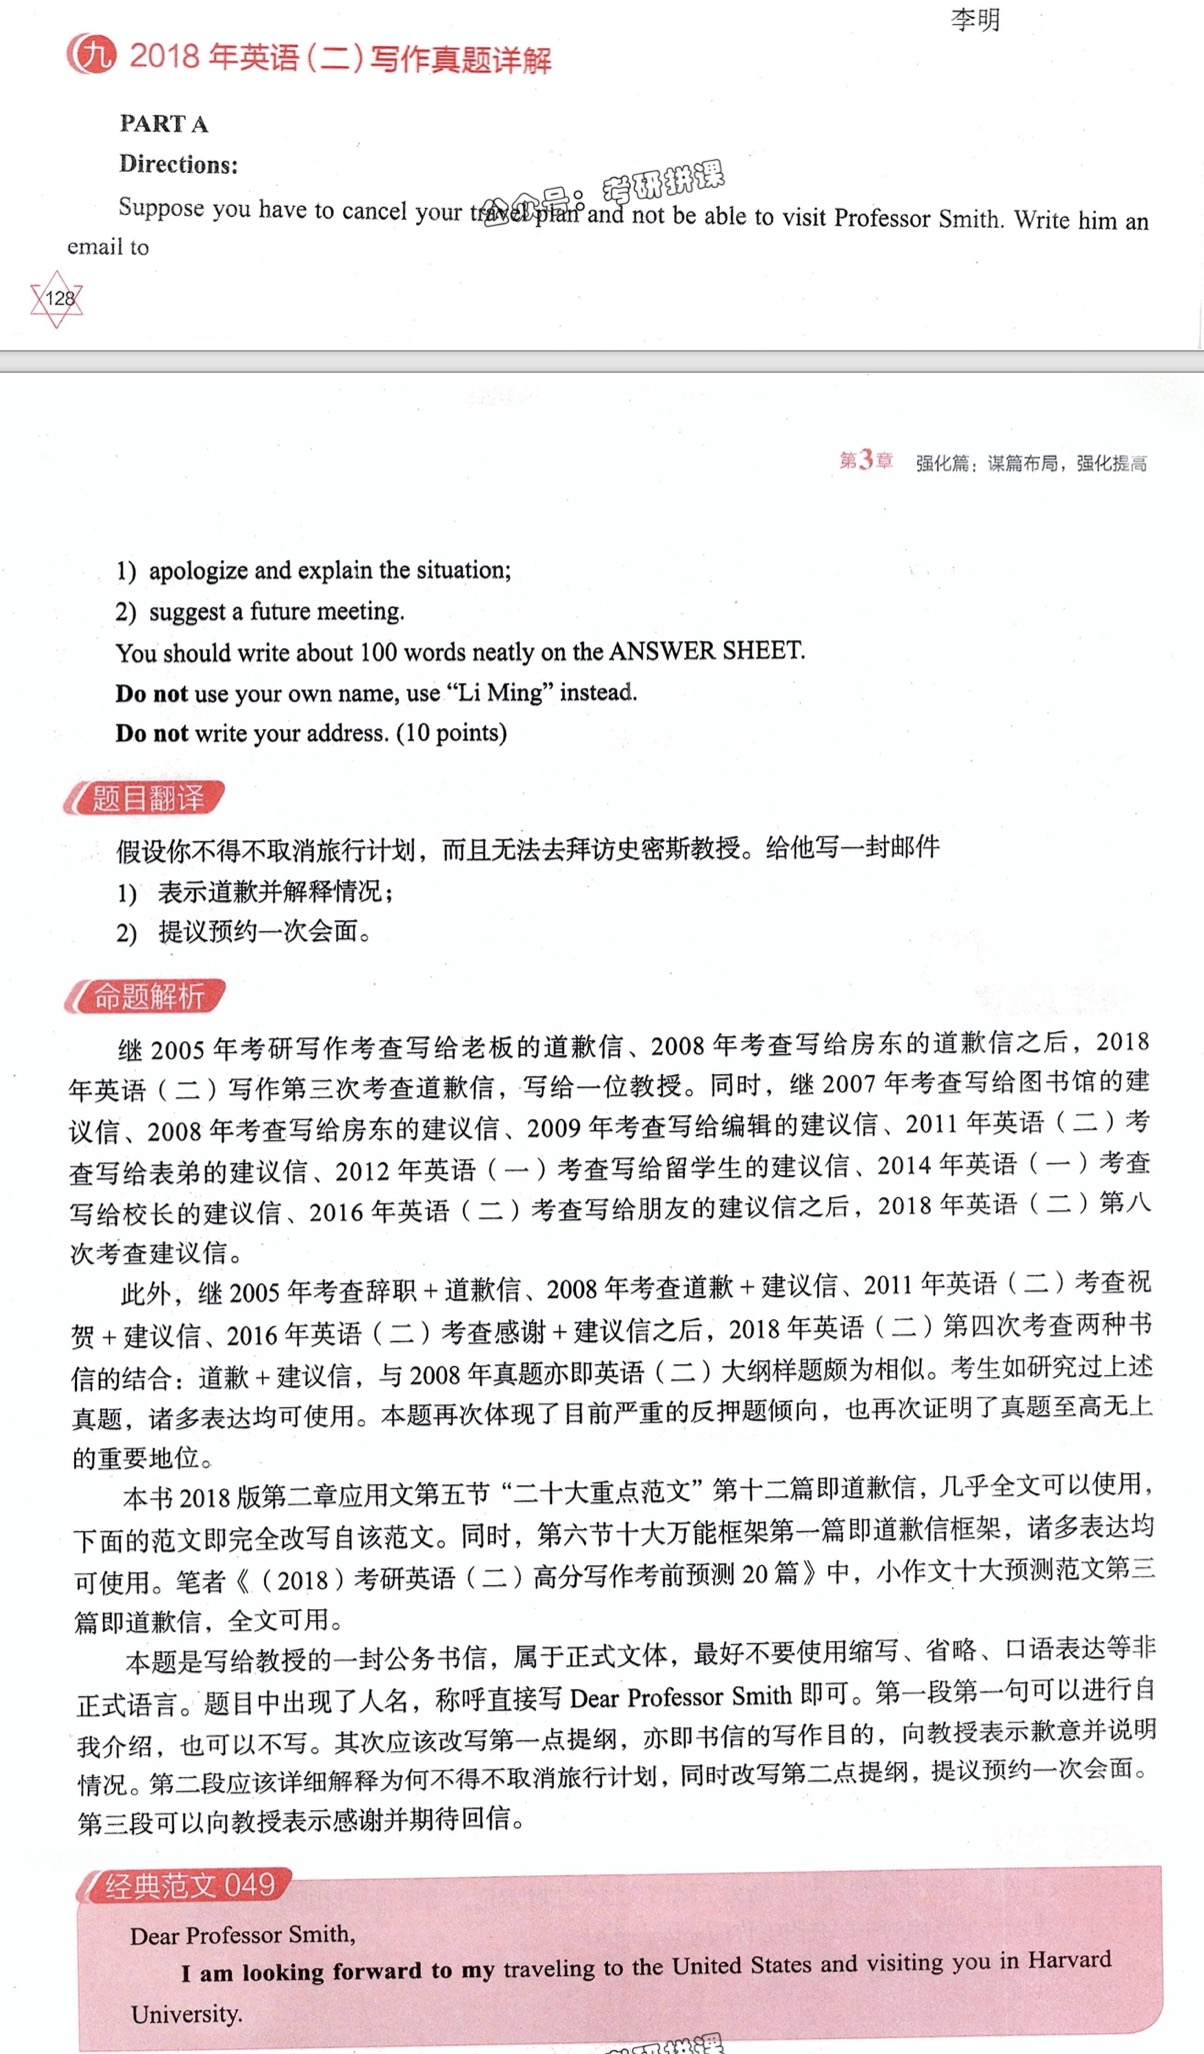 李明
九 2018 年英语（二）写作真题详解
PART A
Directions:
公众号：考研拼课
Suppose you have to cancel your travel plan and not be able to visit Professor Smith. Write him an
email to
128
第3章 强化篇：谋篇布局，强化提高
1) apologize and explain the situation;
2) suggest a future meeting.
You should write about 100 words neatly on the ANSWER SHEET.
Do not use your own name, use “Li Ming” instead.
Do not write your address. (10 points)
题目翻译
假设你不得不取消旅行计划，而且无法去拜访史密斯教授。给他写一封邮件
1) 表示道歉并解释情况；
2) 提议预约一次会面。
命题解析
继 2005 年考研写作考查写给老板的道歉信、2008 年考查写给房东的道歉信之后，2018
年英语（二）写作第三次考查道歉信，写给一位教授。同时，继 2007 年考查写给图书馆的建
议信、2008 年考查写给房东的建议信、2009 年考查写给编辑的建议信、2011 年英语（二）考
查写给表弟的建议信、2012 年英语（一）考查写给留学生的建议信、2014 年英语（一）考查
写给校长的建议信、2016 年英语（二）考查写给朋友的建议信之后，2018 年英语（二）第八
次考查建议信。
此外，继 2005 年考查辞职 + 道歉信、2008 年考查道歉 + 建议信、2011 年英语（二）考查祝
贺 + 建议信、2016 年英语（二）考查感谢 + 建议信之后，2018 年英语（二）第四次考查两种书
信的结合：道歉 + 建议信，与 2008 年真题亦即英语（二）大纲样题颇为相似。考生如研究过上述
真题，诸多表达均可使用。本题再次体现了目前严重的反押题倾向，也再次证明了真题至高无上
的重要地位。
本书 2018 版第二章应用文第五节“二十大重点范文”第十二篇即道歉信，几乎全文可以使用，
下面的范文即完全改写自该范文。同时，第六节十大万能框架第一篇即道歉信框架，诸多表达均
可使用。笔者《（2018）考研英语（二）高分写作考前预测 20 篇》中，小作文十大预测范文第三
篇即道歉信，全文可用。
本题是写给教授的一封公务书信，属于正式文体，最好不要使用缩写、省略、口语表达等非
正式语言。题目中出现了人名，称呼直接写 Dear Professor Smith 即可。第一段第一句可以进行自
我介绍，也可以不写。其次应该改写第一点提纲，亦即书信的写作目的，向教授表示歉意并说明
情况。第二段应该详细解释为何不得不取消旅行计划，同时改写第二点提纲，提议预约一次会面。
第三段可以向教授表示感谢并期待回信。
经典范文 049
Dear Professor Smith,
I am looking forward to my traveling to the United States and visiting you in Harvard
University.
考研拼课